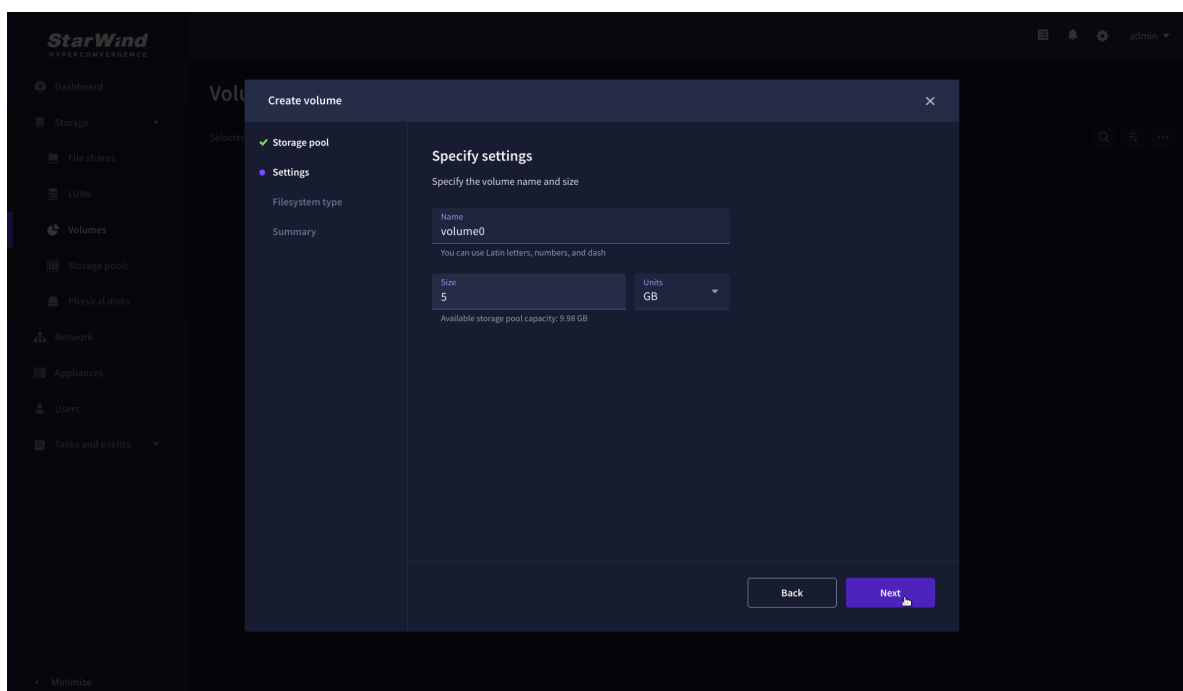 StarWind
HYPERCONVERGENCE
admin
Dashboard
Storage
File shares
LUNs
Volumes
Storage pools
Physical disks
Network
Appliances
Users
Tasks and events
Minimize
Volu
Selected
Create volume
Storage pool
Settings
Filesystem type
Summary
Specify settings
Specify the volume name and size
Name
volume0
You can use Latin letters, numbers, and dash
Size
5
Units
GB
Available storage pool capacity: 9.98 GB
Back
Next